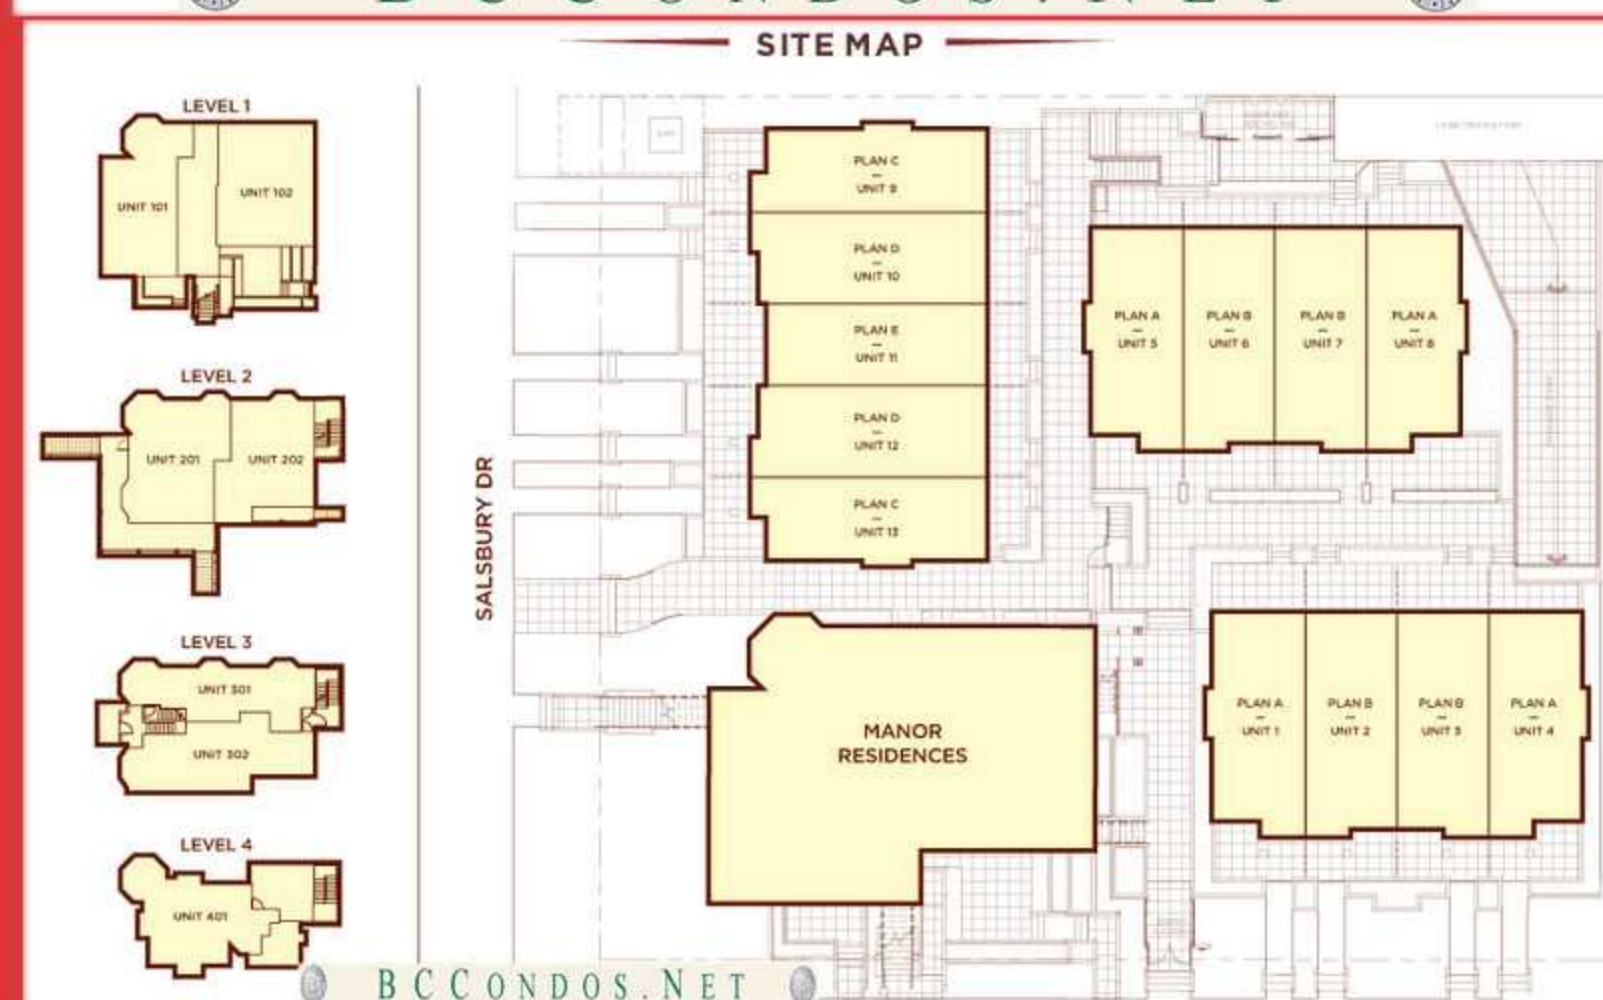 BCCONDOS.NET
SITE MAP
LEVEL 1
UNIT 101
UNIT 102
LEVEL 2
UNIT 201
UNIT 202
LEVEL 3
UNIT 301
UNIT 302
LEVEL 4
UNIT 401
SALSBURY DR
PLAN C
—
UNIT 9
PLAN D
—
UNIT 10
PLAN E
—
UNIT 11
PLAN D
—
UNIT 12
PLAN C
—
UNIT 13
PLAN A
—
UNIT 5
PLAN B
—
UNIT 6
PLAN B
—
UNIT 7
PLAN A
—
UNIT 8
MANOR
RESIDENCES
PLAN A
—
UNIT 1
PLAN B
—
UNIT 2
PLAN B
—
UNIT 3
PLAN A
—
UNIT 4
BCCONDOS.NET